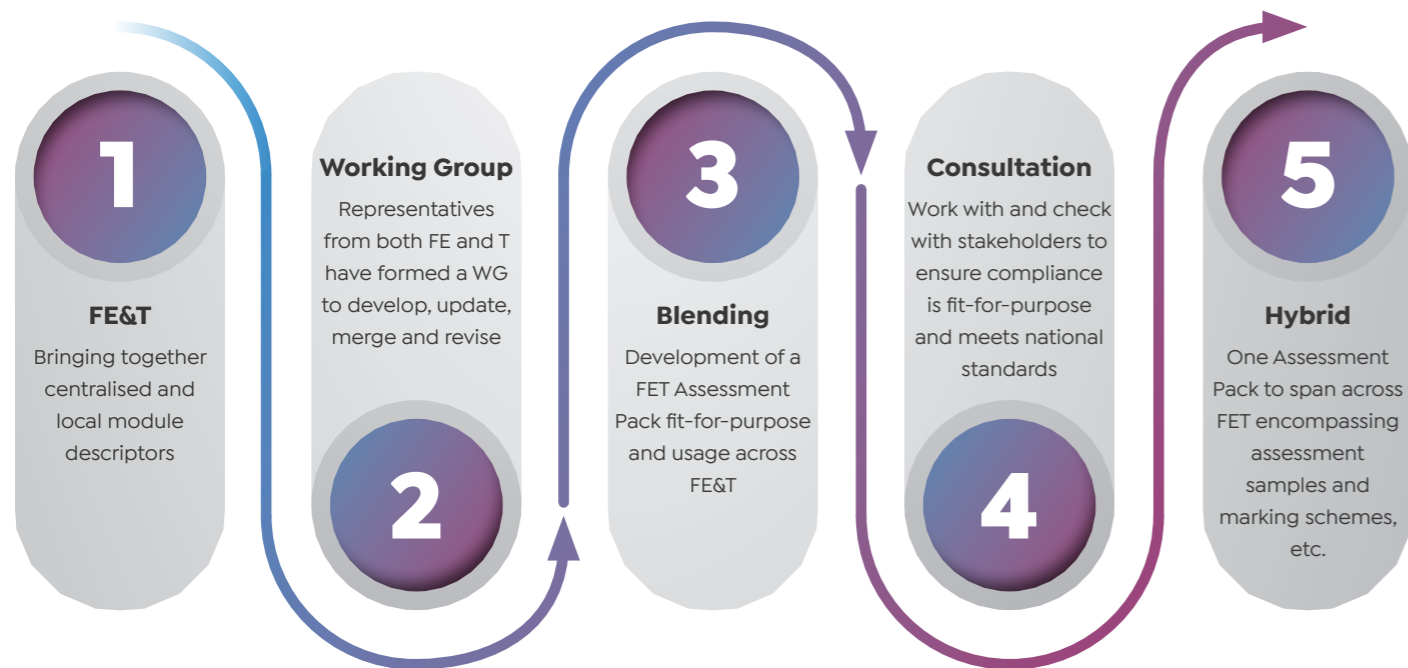 1
FE&T
Bringing together
centralised and
local module
descriptors
Working Group
Representatives
from both FE and T
have formed a WG
to develop, update,
merge and revise
2
3
Blending
Development of a
FET Assessment
Pack fit-for-purpose
and usage across
FE&T
Consultation
Work with and check
with stakeholders to
ensure compliance
is fit-for-purpose
and meets national
standards
4
5
Hybrid
One Assessment
Pack to span across
FET encompassing
assessment
samples and
marking schemes,
etc.